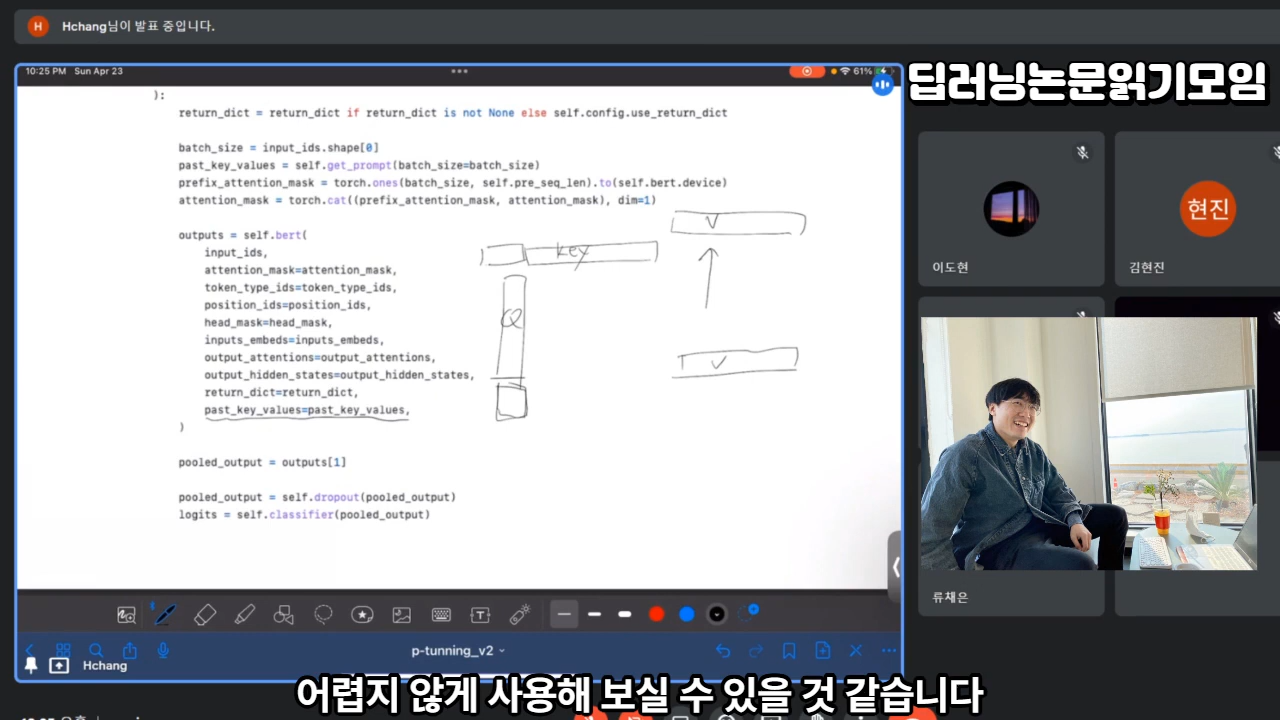 H Hchang님이 발표 중입니다.
10:25 PM Sun Apr 23
61%
딥러닝논문읽기모임
):
return_dict = return_dict if return_dict is not None else self.config.use_return_dict
batch_size = input_ids.shape[0]
past_key_values = self.get_prompt(batch_size=batch_size)
prefix_attention_mask = torch.ones(batch_size, self.pre_seq_len).to(self.bert.device)
attention_mask = torch.cat((prefix_attention_mask, attention_mask), dim=1)
outputs = self.bert(
input_ids,
attention_mask=attention_mask,
token_type_ids=token_type_ids,
position_ids=position_ids,
head_mask=head_mask,
inputs_embeds=inputs_embeds,
output_attentions=output_attentions,
output_hidden_states=output_hidden_states,
return_dict=return_dict,
past_key_values=past_key_values,
)
pooled_output = outputs[1]
pooled_output = self.dropout(pooled_output)
logits = self.classifier(pooled_output)
key
V
Q
V
현진
이도현
김현진
류채은
p-tunning_v2
Hchang
어렵지 않게 사용해 보실 수 있을 것 같습니다